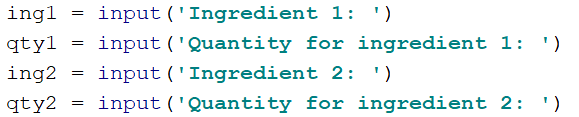 ing1 = input('Ingredient 1: ')
qty1 = input('Quantity for ingredient 1: ')
ing2 = input('Ingredient 2: ')
qty2 = input('Quantity for ingredient 2: ')